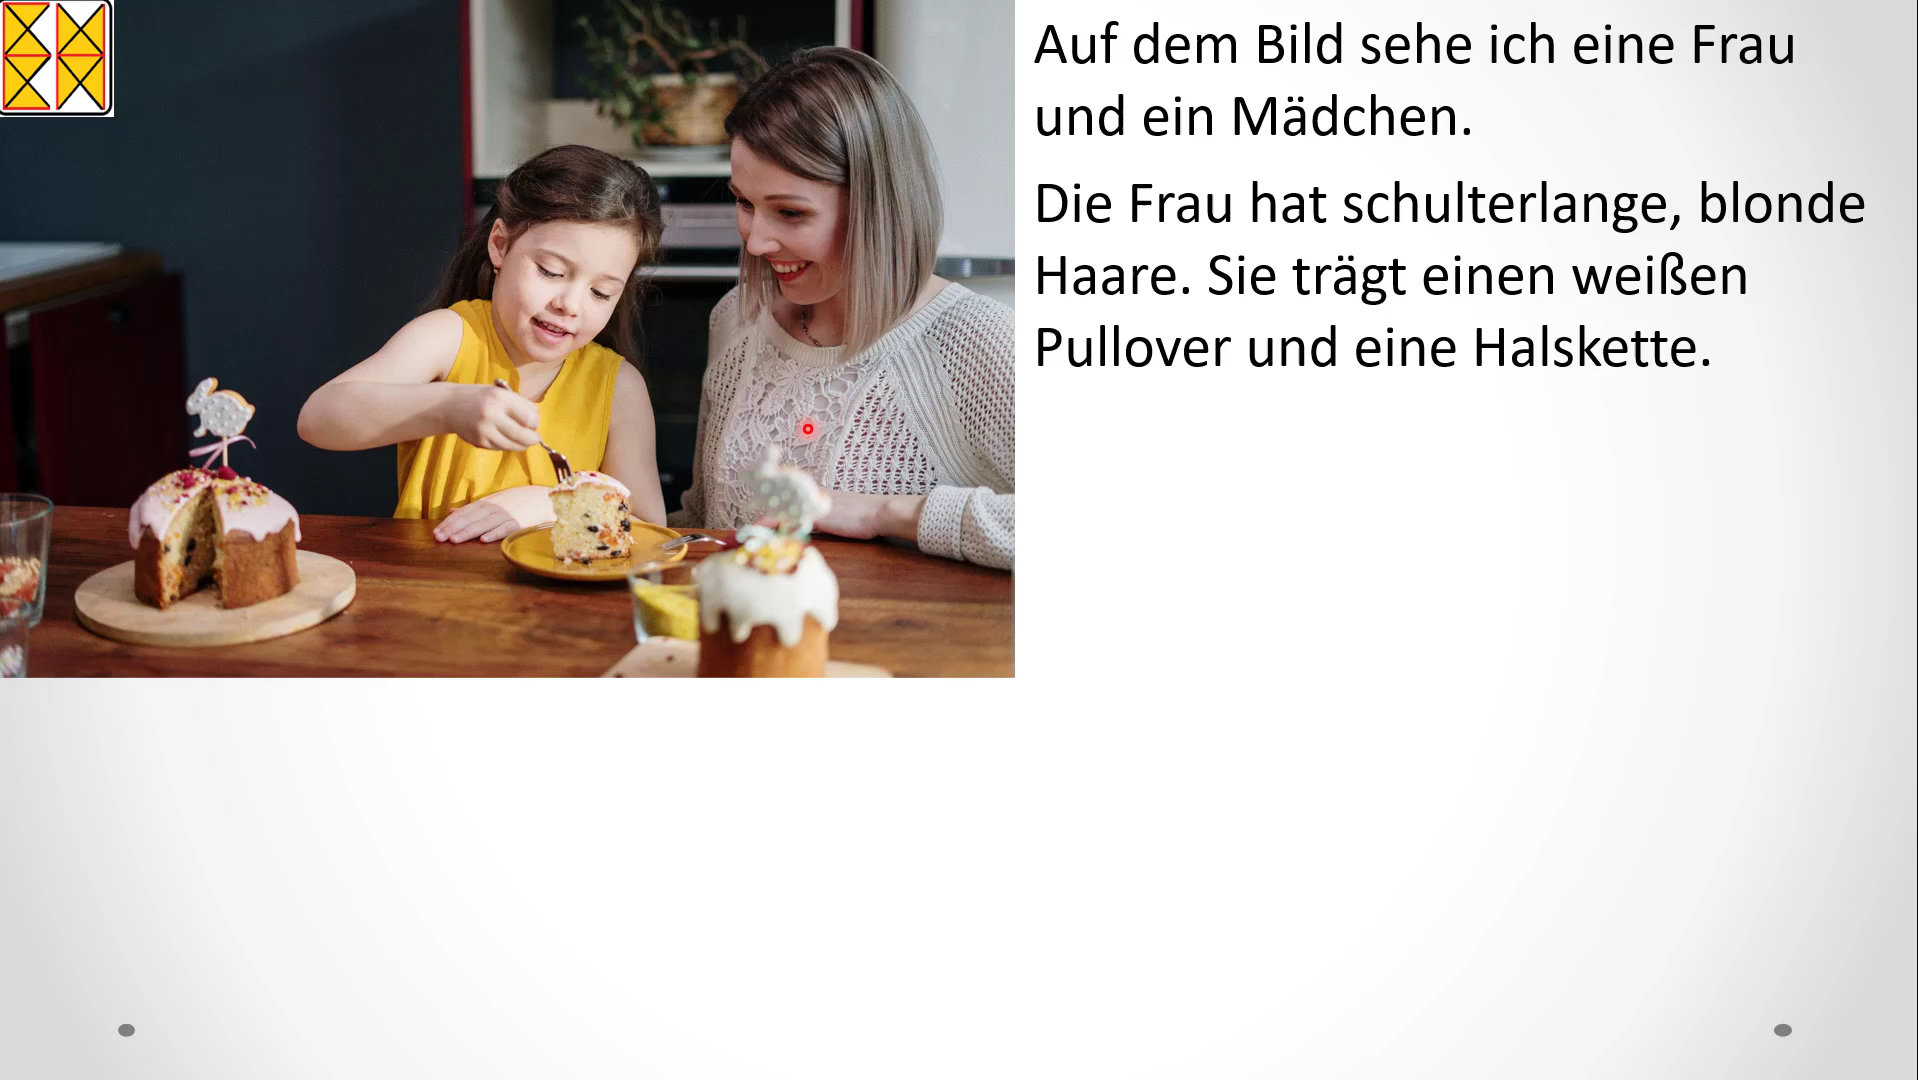 Auf dem Bild sehe ich eine Frau
und ein Mädchen.
Die Frau hat schulterlange, blonde
Haare. Sie trägt einen weißen
Pullover und eine Halskette.